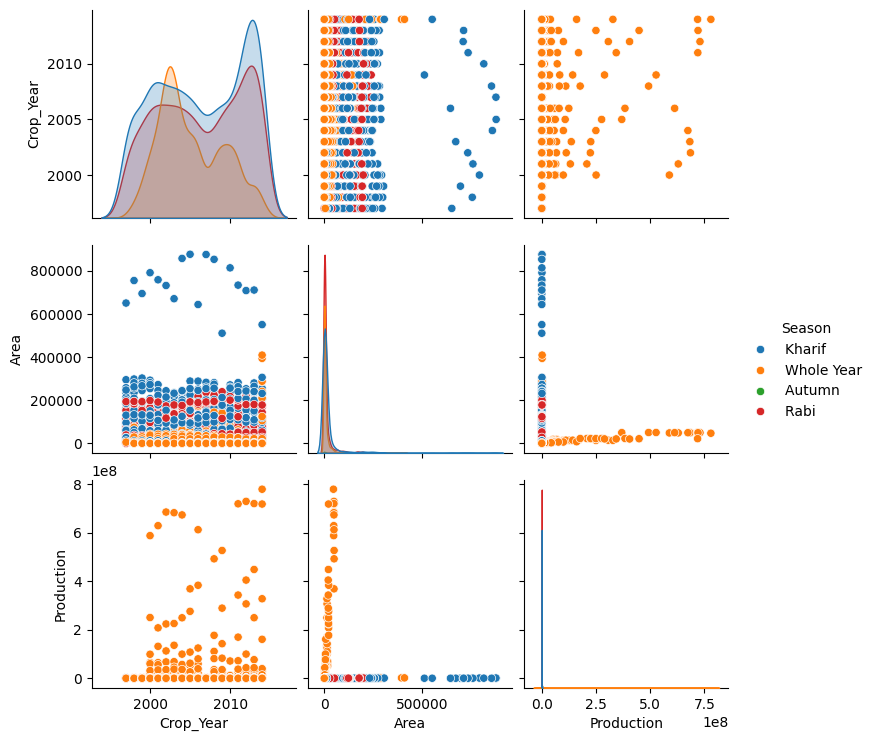 Crop_Year
2010
2005
2000
Area
800000
600000
400000
200000
0
Season
Kharif
Whole Year
Autumn
Rabi
1e8
Production
8
6
4
2
0
2000 2010
Crop_Year
0 500000
Area
0.0 2.5 5.0 7.5
Production 1e8